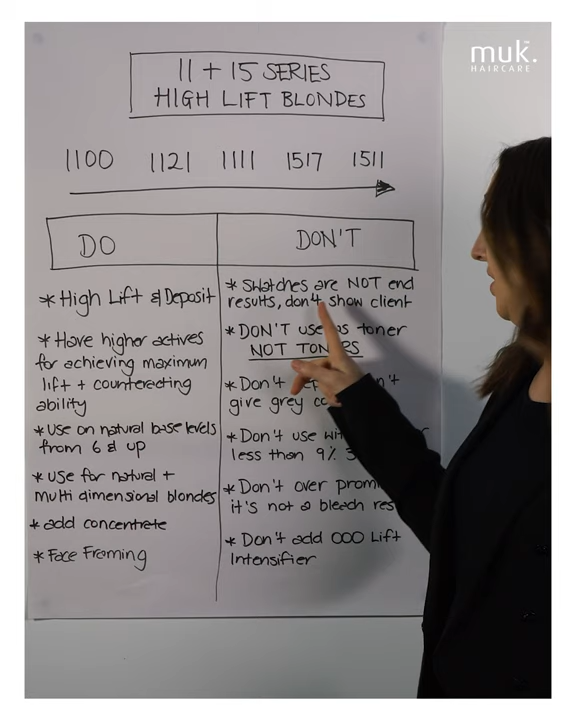 muk.
HAIRCARE
11 + 15 SERIES
HIGH LIFT BLONDES
1100 1121 1111 1517 1511
DO
* High Lift & Deposit
* Have higher actives
for achieving maximum
lift + counteracting
ability
* Use on natural base levels
from 6 & up
* use for natural +
multi dimensional blondes
* add concentrate
* Face Framing
DON'T
* Swatches are NOT end
results, don't show client
* DON'T use as toner
NOT TONERS
* Don't
give grey
* Don't use
less than 9%
* Don't over
it's not a bleach
* Don't add 000 Lift
Intensifier